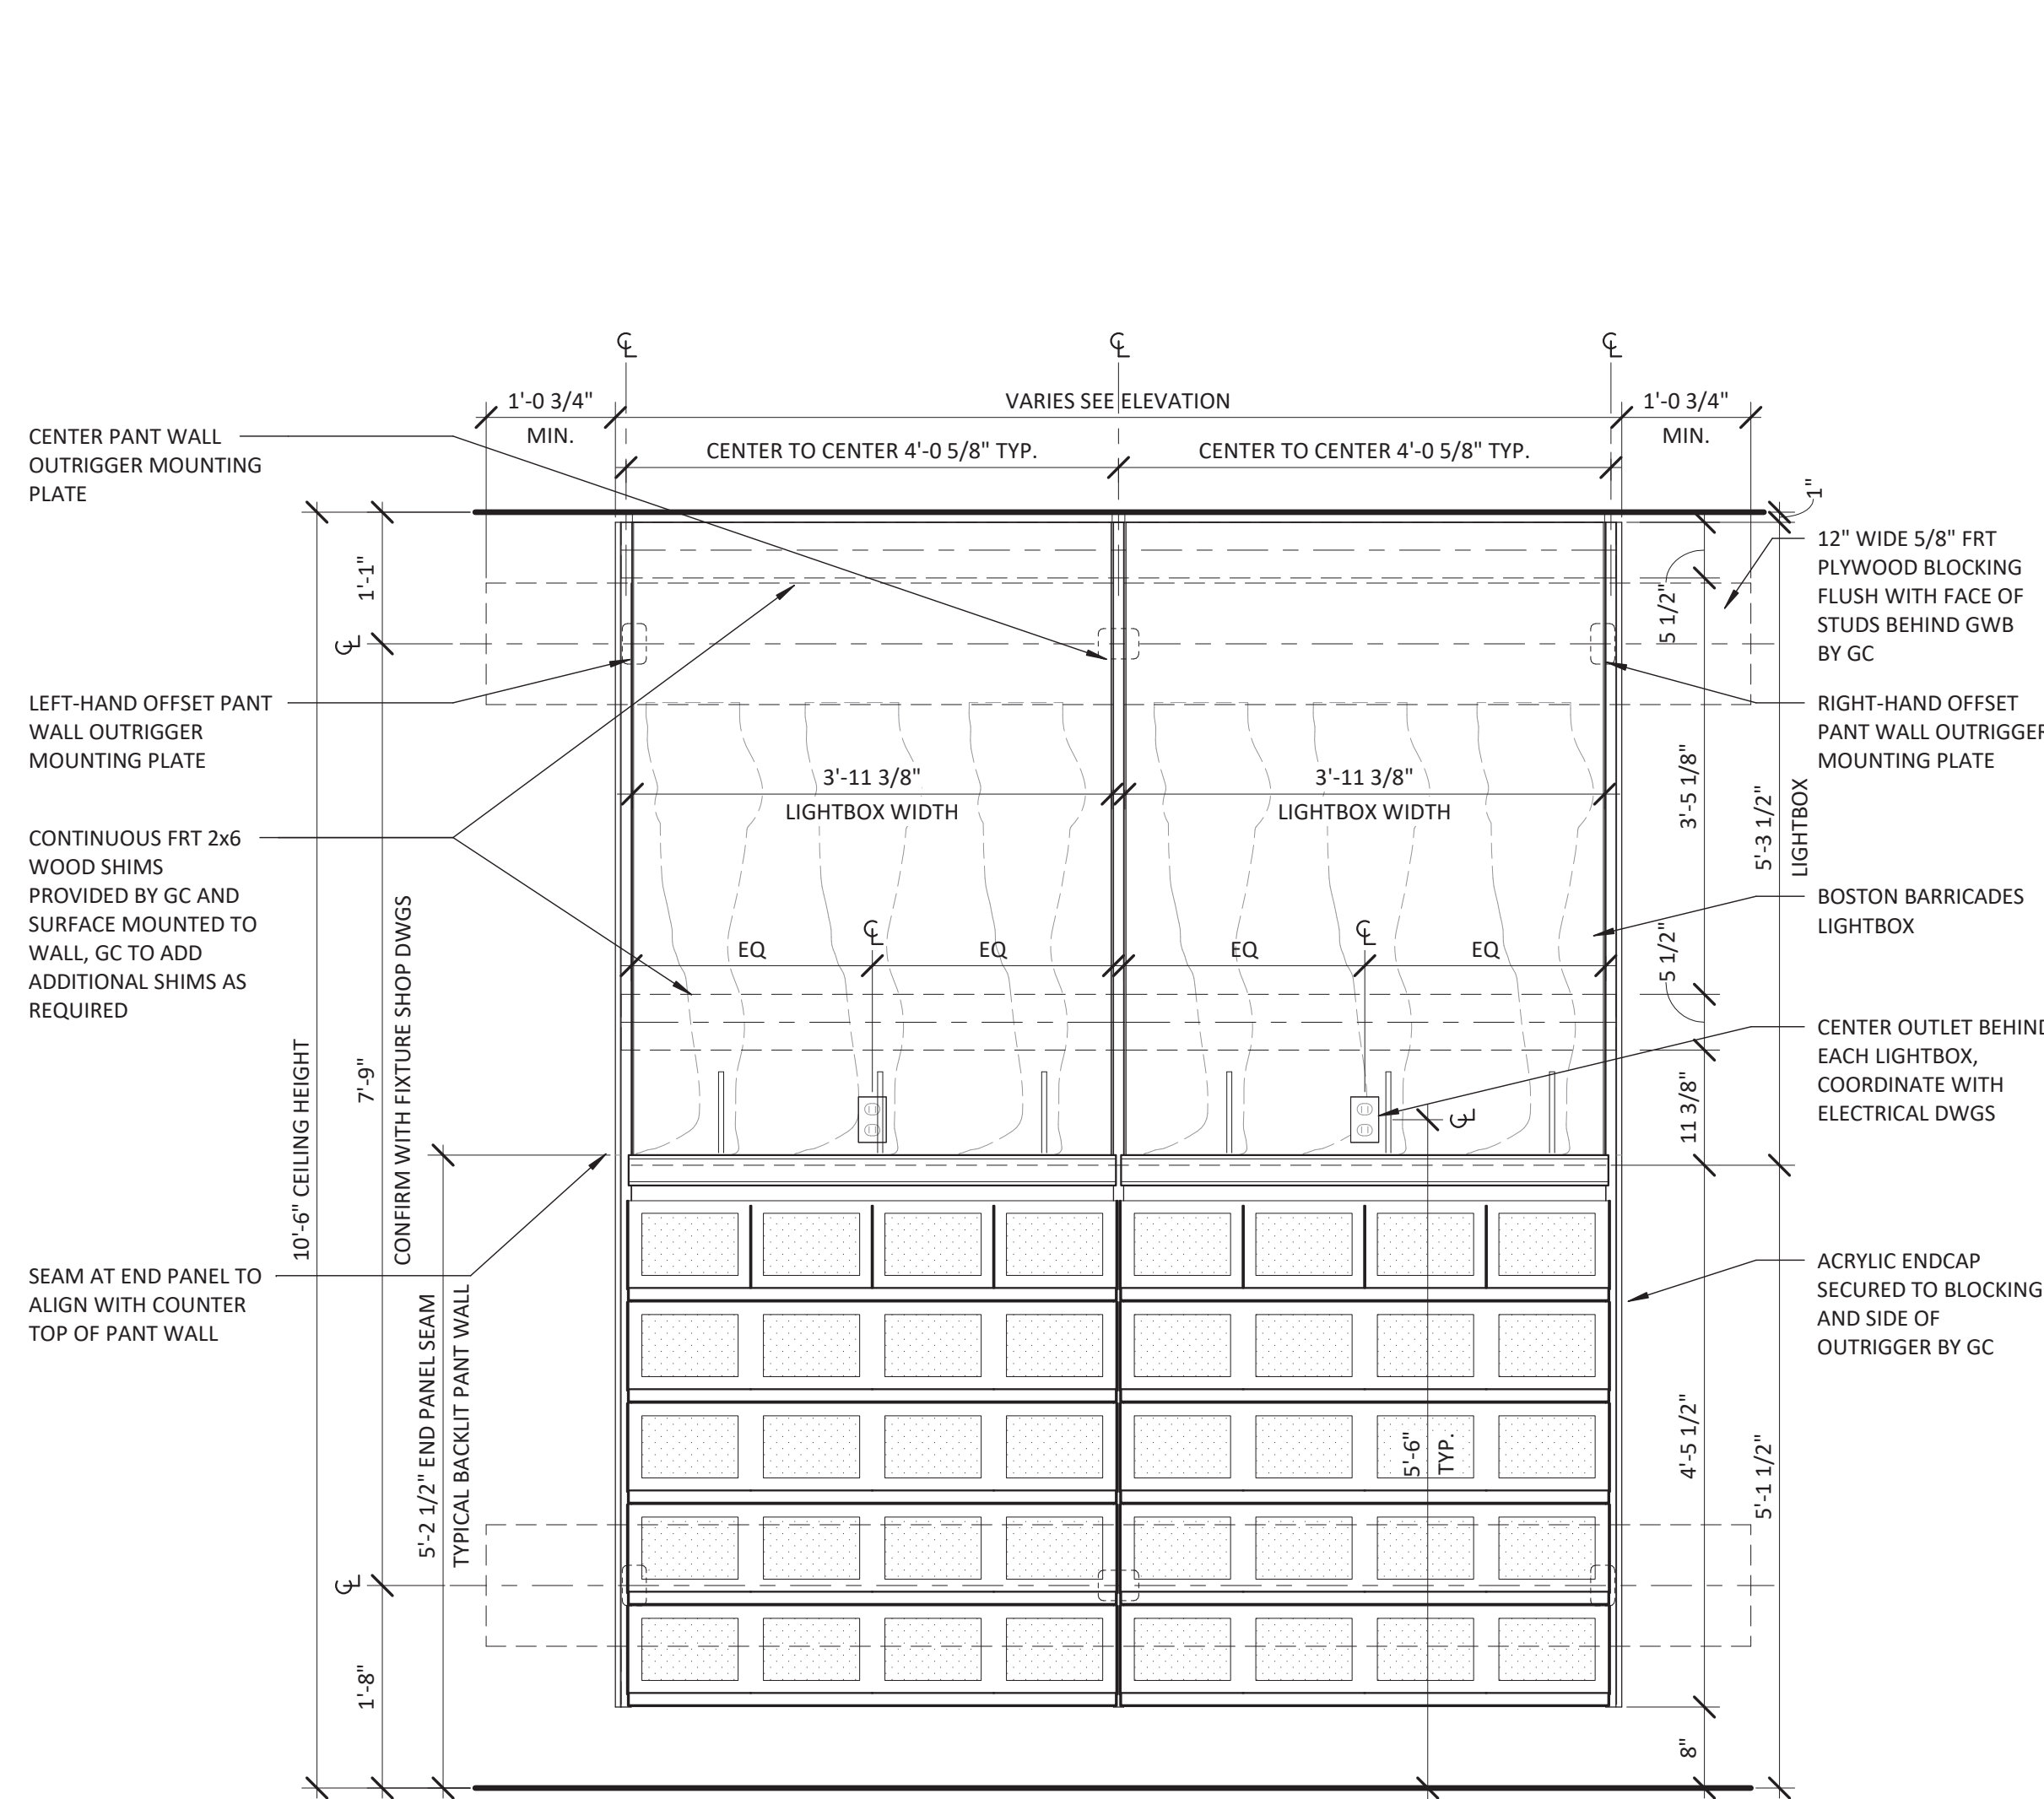 ℄
℄
℄
1'-0 3/4"
MIN.
VARIES SEE ELEVATION
1'-0 3/4"
MIN.
CENTER TO CENTER 4'-0 5/8" TYP.
CENTER TO CENTER 4'-0 5/8" TYP.
CENTER PANT WALL
OUTRIGGER MOUNTING
PLATE
LEFT-HAND OFFSET PANT
WALL OUTRIGGER
MOUNTING PLATE
CONTINUOUS FRT 2x6
WOOD SHIMS
PROVIDED BY GC AND
SURFACE MOUNTED TO
WALL, GC TO ADD
ADDITIONAL SHIMS AS
REQUIRED
SEAM AT END PANEL TO
ALIGN WITH COUNTER
TOP OF PANT WALL
10'-6" CEILING HEIGHT
1'-1"
℄
7'-9"
CONFIRM WITH FIXTURE SHOP DWGS
℄
1'-8"
5'-2 1/2" END PANEL SEAM
TYPICAL BACKLIT PANT WALL
3'-11 3/8"
LIGHTBOX WIDTH
3'-11 3/8"
LIGHTBOX WIDTH
℄
℄
EQ
EQ
EQ
EQ
℄
5'-6"
TYP.
1"
5 1/2"
3'-5 1/8"
5 1/2"
11 3/8"
4'-5 1/2"
8"
5'-3 1/2"
LIGHTBOX
5'-1 1/2"
12" WIDE 5/8" FRT
PLYWOOD BLOCKING
FLUSH WITH FACE OF
STUDS BEHIND GWB
BY GC
RIGHT-HAND OFFSET
PANT WALL OUTRIGGER
MOUNTING PLATE
BOSTON BARRICADES
LIGHTBOX
CENTER OUTLET BEHIND
EACH LIGHTBOX,
COORDINATE WITH
ELECTRICAL DWGS
ACRYLIC ENDCAP
SECURED TO BLOCKING
AND SIDE OF
OUTRIGGER BY GC